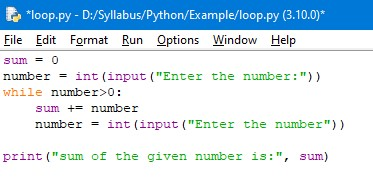 *loop.py - D:/Syllabus/Python/Example/loop.py (3.10.0)*
File Edit Format Run Options Window Help
sum = 0
number = int(input("Enter the number:"))
while number>0:
    sum += number
    number = int(input("Enter the number"))
print("sum of the given number is:", sum)